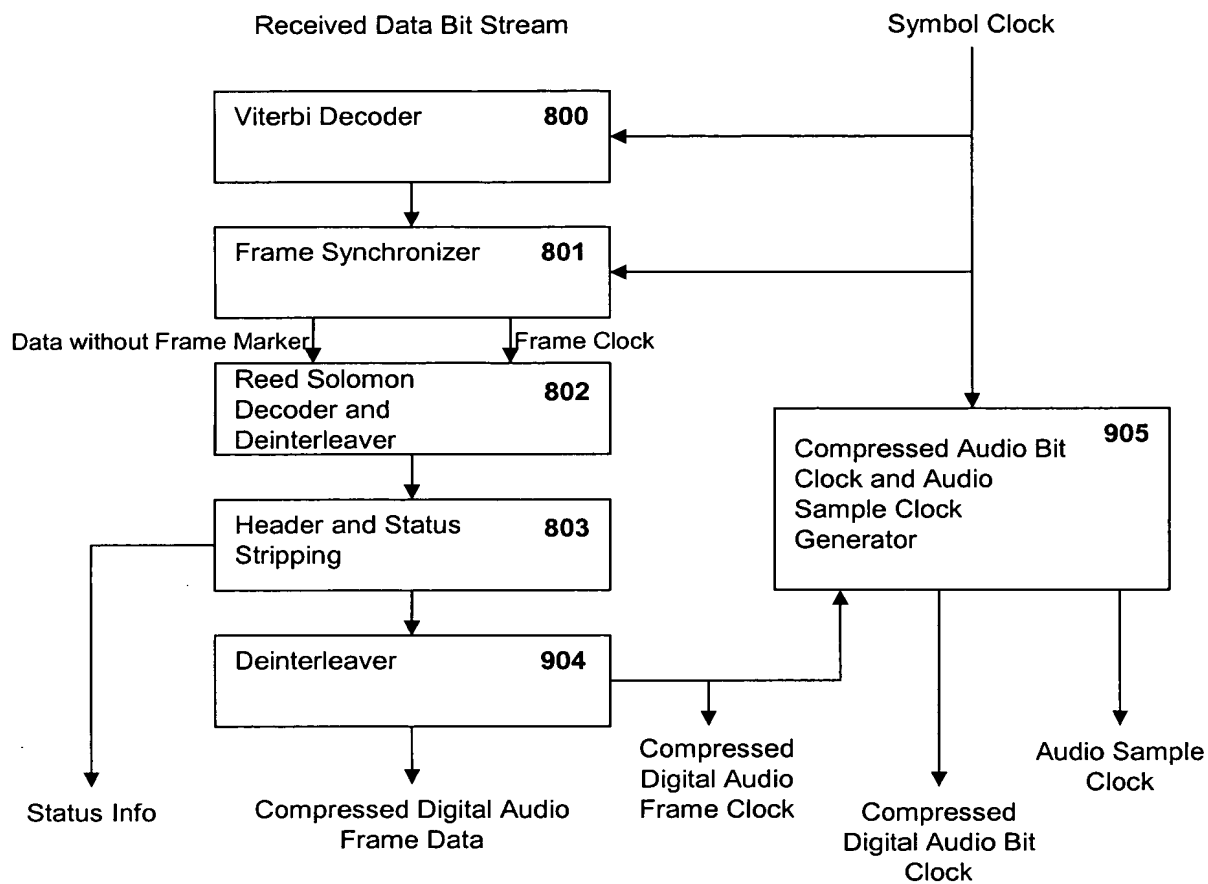 Received Data Bit Stream
Symbol Clock
Viterbi Decoder 800
Frame Synchronizer 801
Data without Frame Marker
Frame Clock
Reed Solomon 802
Decoder and
Deinterleaver
905
Compressed Audio Bit
Clock and Audio
Sample Clock
Generator
Header and Status 803
Stripping
Deinterleaver 904
Status Info
Compressed Digital Audio
Frame Data
Compressed
Digital Audio
Frame Clock
Compressed
Digital Audio Bit
Clock
Audio Sample
Clock